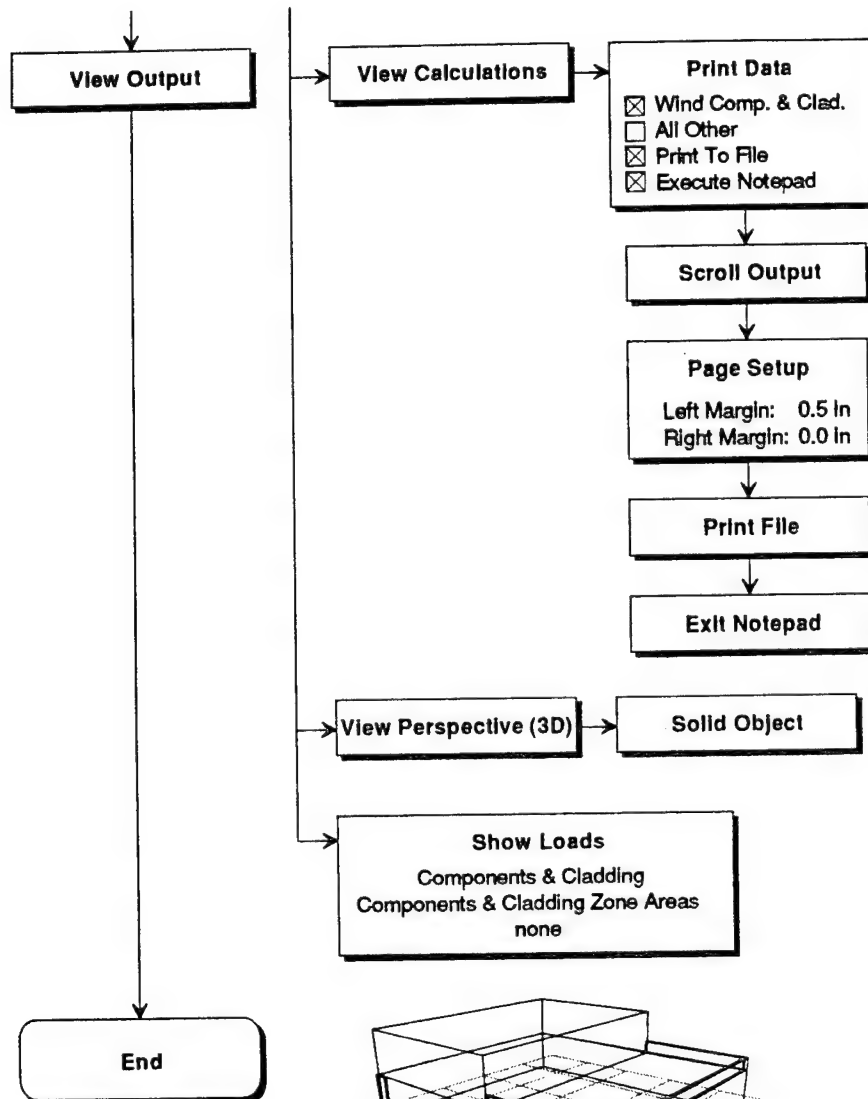 View Output
View Calculations
Print Data
Wind Comp. & Clad.
All Other
Print To File
Execute Notepad
Scroll Output
Page Setup
Left Margin: 0.5 in
Right Margin: 0.0 in
Print File
Exit Notepad
View Perspective (3D)
Solid Object
Show Loads
Components & Cladding
Components & Cladding Zone Areas
none
End